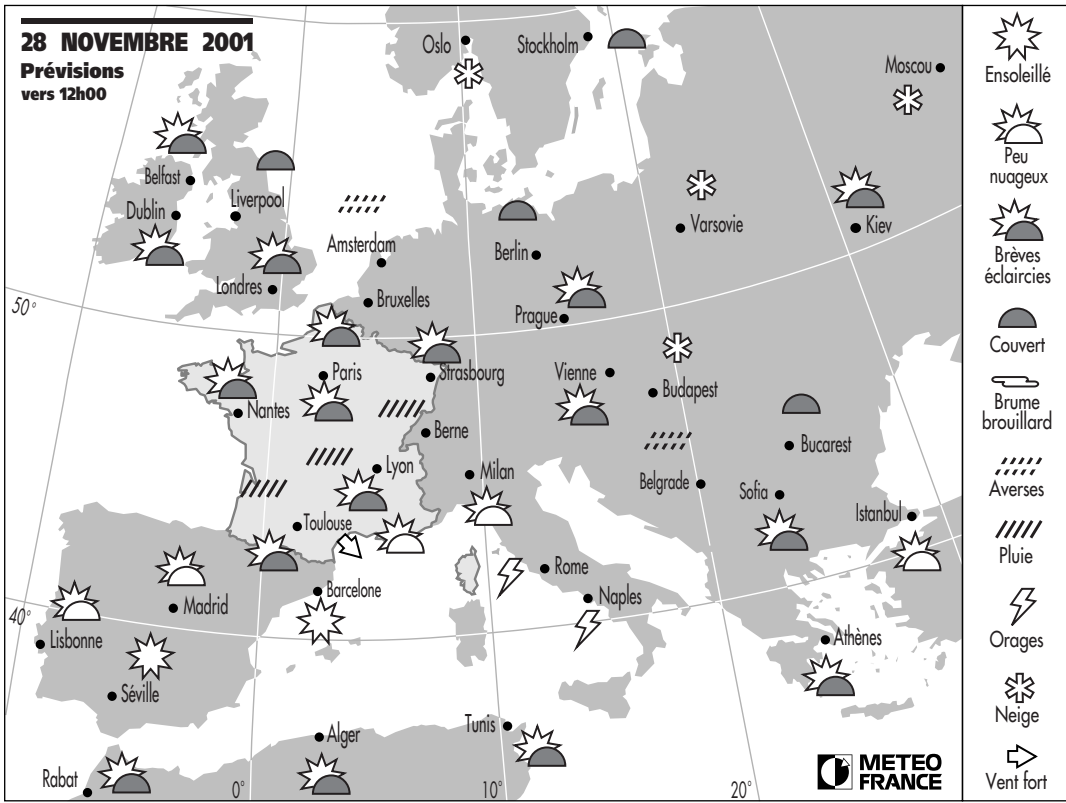 28 NOVEMBRE 2001
Prévisions
vers 12h00
Oslo
Stockholm
Moscou
Belfast
Dublin
Liverpool
Amsterdam
Londres
Bruxelles
Berlin
Varsovie
Kiev
50°
Prague
Paris
Strasbourg
Vienne
Budapest
Nantes
Berne
Bucarest
Lyon
Milan
Belgrade
Sofia
Istanbul
Toulouse
Rome
Barcelone
Naples
40°
Madrid
Lisbonne
Athènes
Séville
Tunis
Alger
Rabat
0°
10°
20°
METEO
FRANCE
Ensoleillé
Peu
nuageux
Brèves
éclaircies
Couvert
Brume
brouillard
Averses
Pluie
Orages
Neige
Vent fort